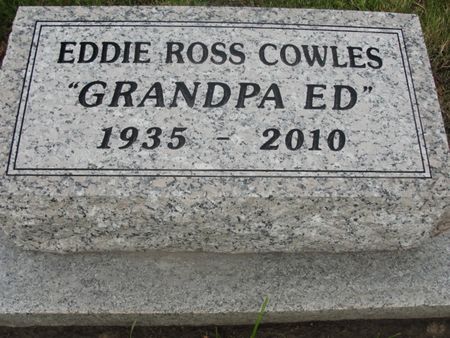 EDDIE ROSS COWLES
"GRANDPA ED"
1935 - 2010